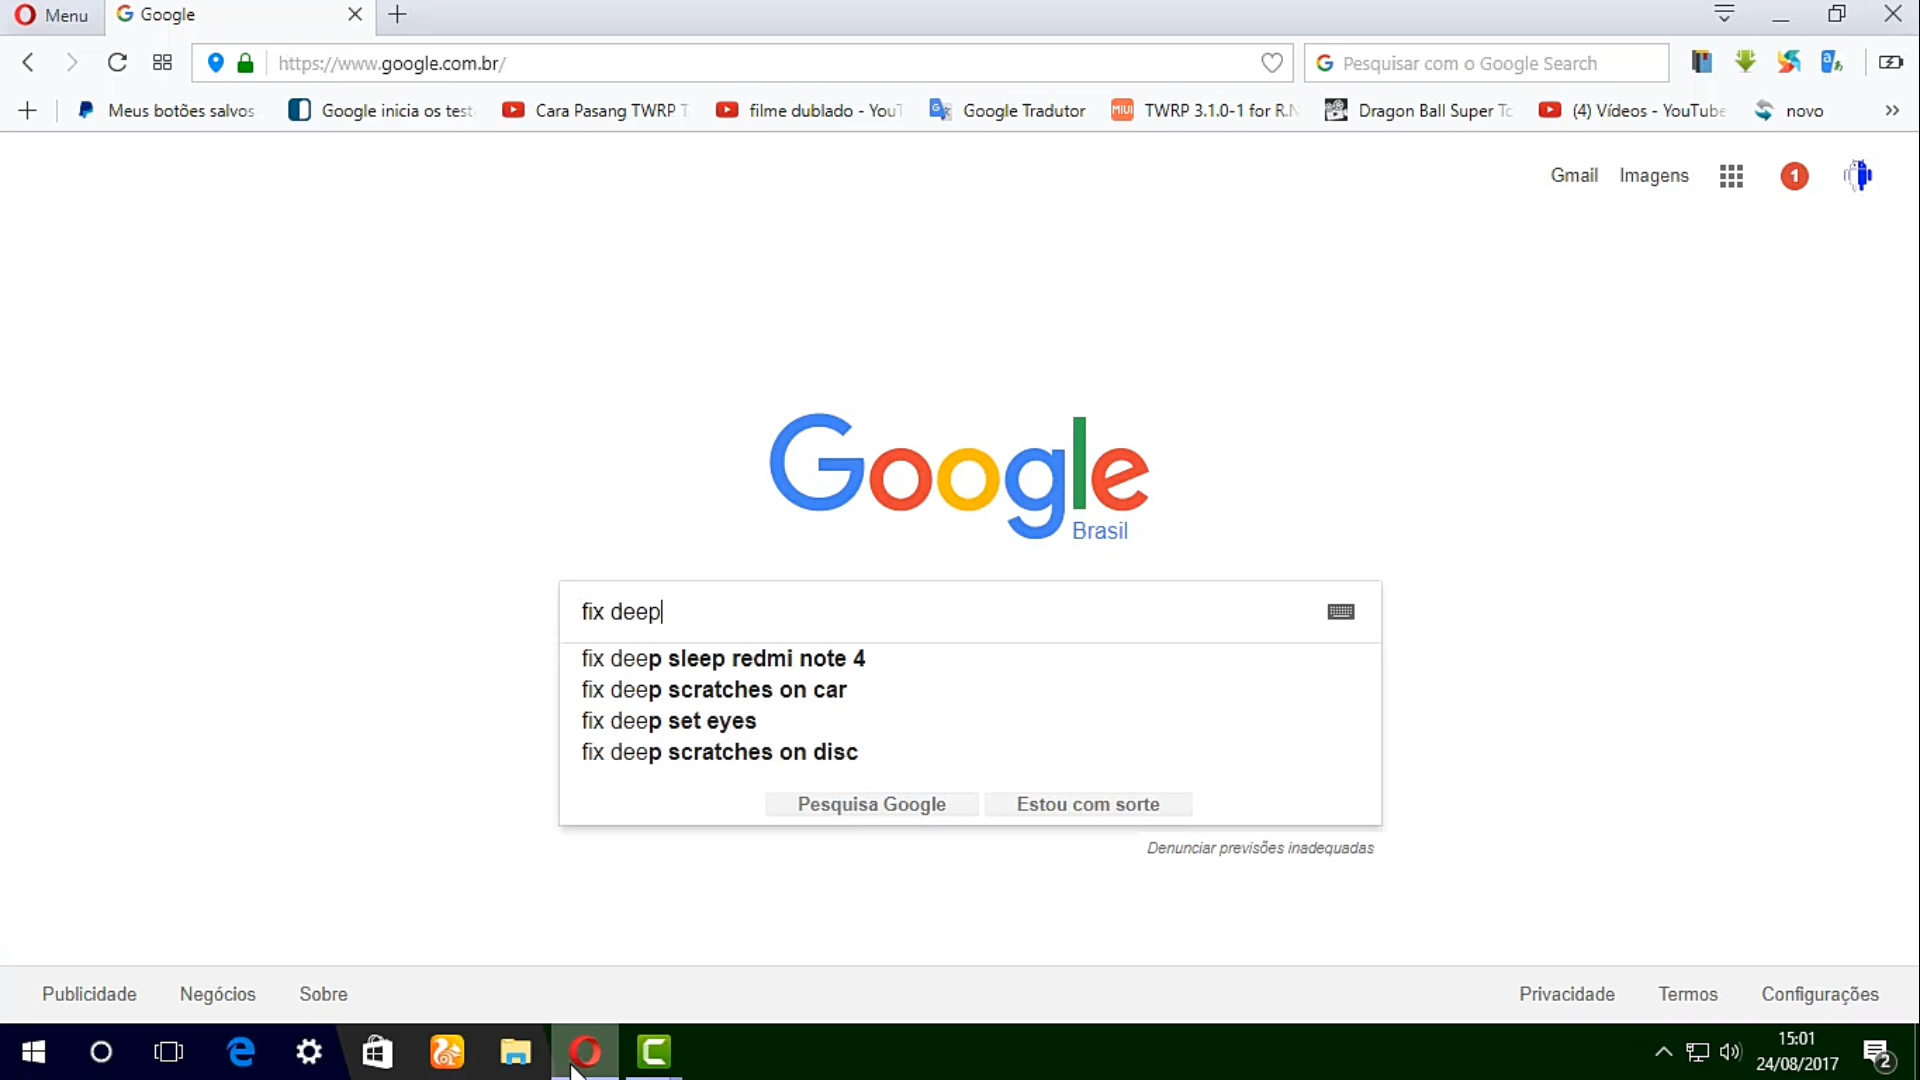 Menu
Google
https://www.google.com.br/
Pesquisar com o Google Search
Meus botões salvos
Google inicia os test
Cara Pasang TWRP T
filme dublado - YouT
Google Tradutor
MIUI
TWRP 3.1.0-1 for R.N
Dragon Ball Super To
(4) Vídeos - YouTube
novo
Gmail
Imagens
1
Google
Brasil
fix deep
fix deep sleep redmi note 4
fix deep scratches on car
fix deep set eyes
fix deep scratches on disc
Pesquisa Google
Estou com sorte
Denunciar previsões inadequadas
Publicidade
Negócios
Sobre
Privacidade
Termos
Configurações
15:01
24/08/2017
2